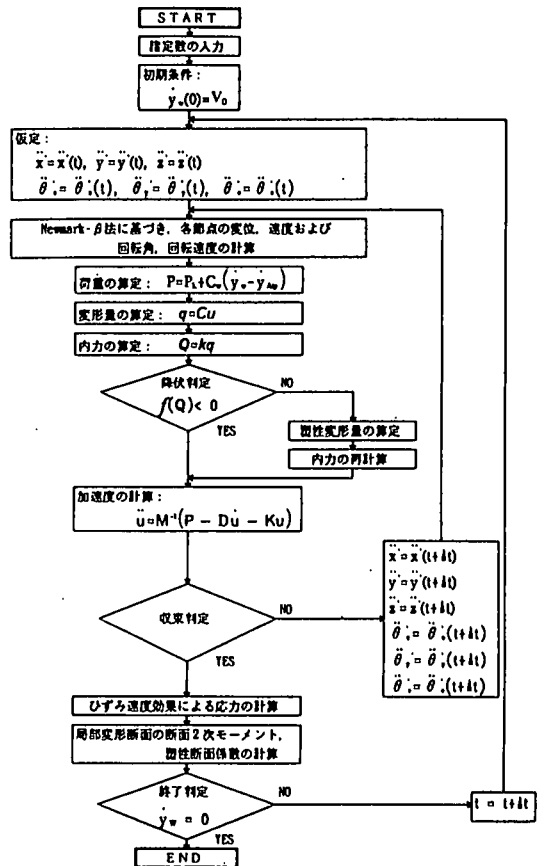 START
指定数の入力
初期条件：
ẏw(0)=V₀
仮定：
ẍ=ẍ(t), ÿ=ÿ(t), z̈=z̈(t)
Newmark-β法に基づき，各節点の変位，速度および
回転角，回転速度の計算
荷重の算定：
変形量の算定： q=Cu
内力の算定： Q=kq
降伏判定
f(Q)< 0
NO
YES
塑性変形量の算定
内力の再計算
加速度の計算：
ü=M⁻¹(P − Du̇ − Ku)
収束判定
NO
YES
ẍ=ẍ(t+Δt)
ÿ=ÿ(t+Δt)
z̈=z̈(t+Δt)
ひずみ速度効果による応力の計算
局部変形断面の断面2次モーメント，
塑性断面係数の計算
終了判定
ẏw = 0
NO
YES
t = t+Δt
END